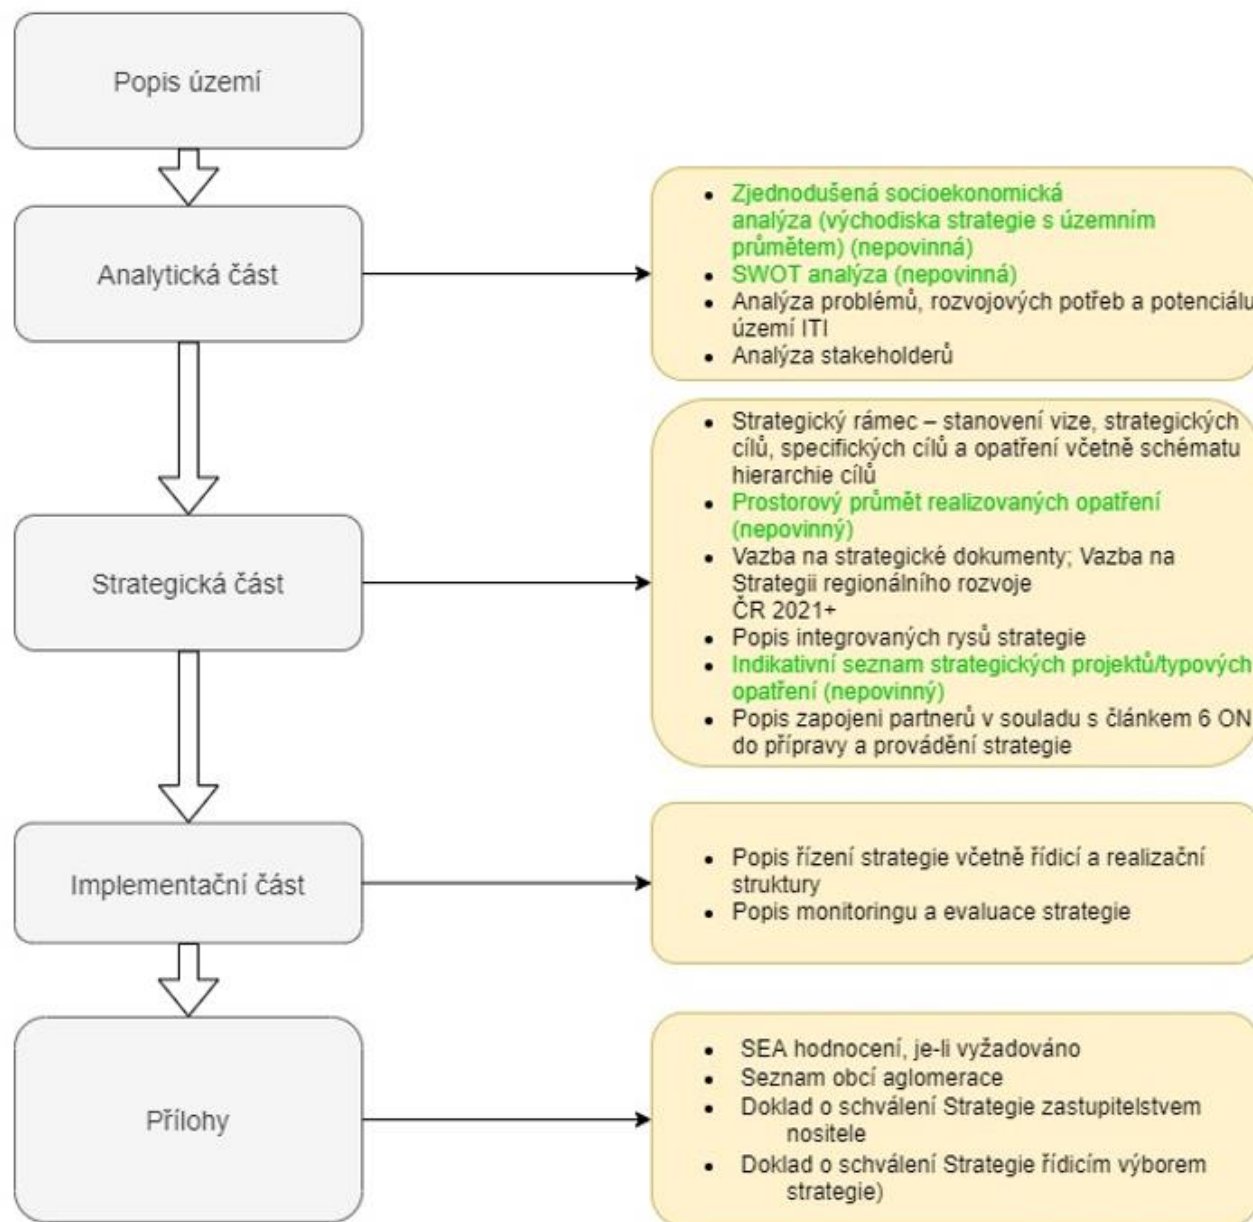 Popis území
Analytická část
• Zjednodušená socioekonomická
analýza (východiska strategie s územním
průmětem) (nepovinná)
• SWOT analýza (nepovinná)
• Analýza problémů, rozvojových potřeb a potenciálu
území ITI
• Analýza stakeholderů
Strategická část
• Strategický rámec – stanovení vize, strategických
cílů, specifických cílů a opatření včetně schématu
hierarchie cílů
• Prostorový průmět realizovaných opatření
(nepovinný)
• Vazba na strategické dokumenty; Vazba na
Strategii regionálního rozvoje
ČR 2021+
• Popis integrovaných rysů strategie
• Indikativní seznam strategických projektů/typových
opatření (nepovinný)
• Popis zapojeni partnerů v souladu s článkem 6 ON
do přípravy a provádění strategie
Implementační část
• Popis řízení strategie včetně řídicí a realizační
struktury
• Popis monitoringu a evaluace strategie
Přílohy
• SEA hodnocení, je-li vyžadováno
• Seznam obcí aglomerace
• Doklad o schválení Strategie zastupitelstvem
nositele
• Doklad o schválení Strategie řídicím výborem
strategie)